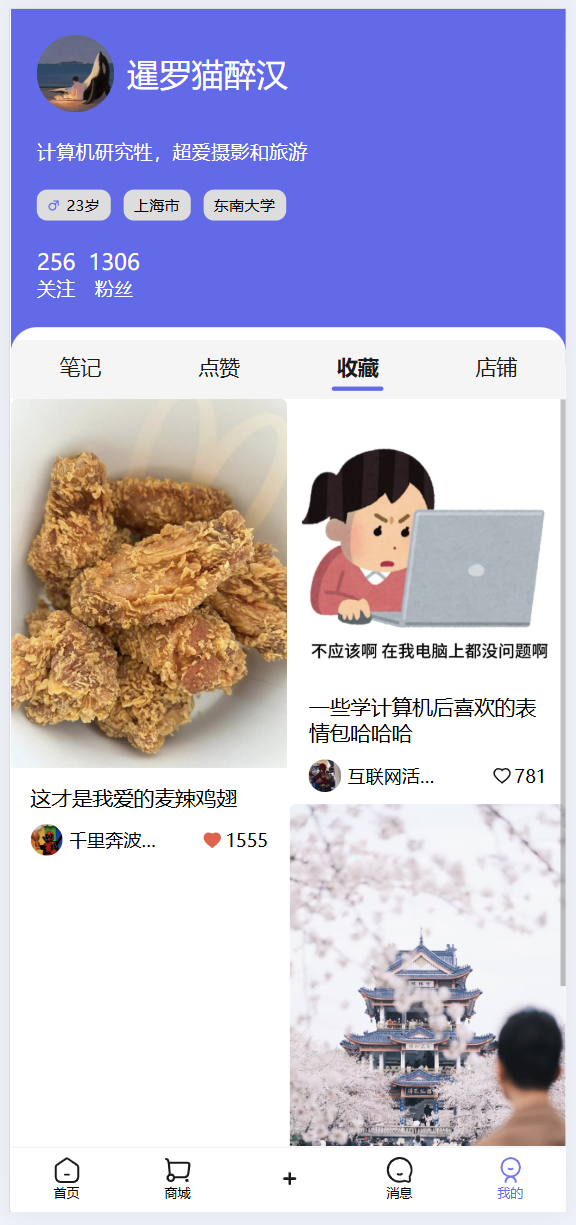 暹罗猫醉汉
计算机研究牲，超爱摄影和旅游
♂ 23岁 上海市 东南大学
256 1306
关注 粉丝
笔记 点赞 收藏 店铺
不应该啊 在我电脑上都没问题啊
一些学计算机后喜欢的表
情包哈哈哈
互联网活... 781
这才是我爱的麦辣鸡翅
千里奔波... 1555
首页 商城 + 消息 我的